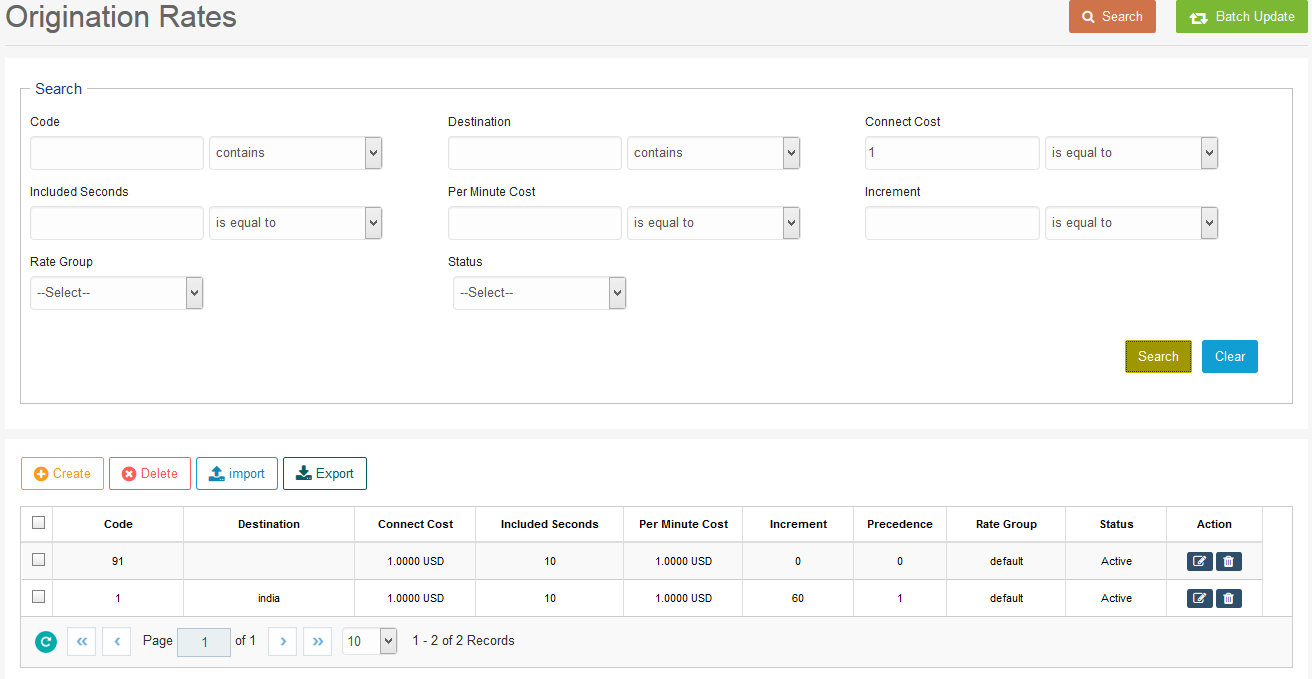 Origination Rates
Search
Batch Update
Search
Code Destination Connect Cost
contains contains 1 is equal to
Included Seconds Per Minute Cost Increment
is equal to is equal to is equal to
Rate Group Status
--Select-- --Select--
Search Clear
Create Delete import Export
Code Destination Connect Cost Included Seconds Per Minute Cost Increment Precedence Rate Group Status Action
91 1.0000 USD 10 1.0000 USD 0 0 default Active
1 india 1.0000 USD 10 1.0000 USD 60 1 default Active
« ‹ Page 1 of 1 › » 10 1 - 2 of 2 Records